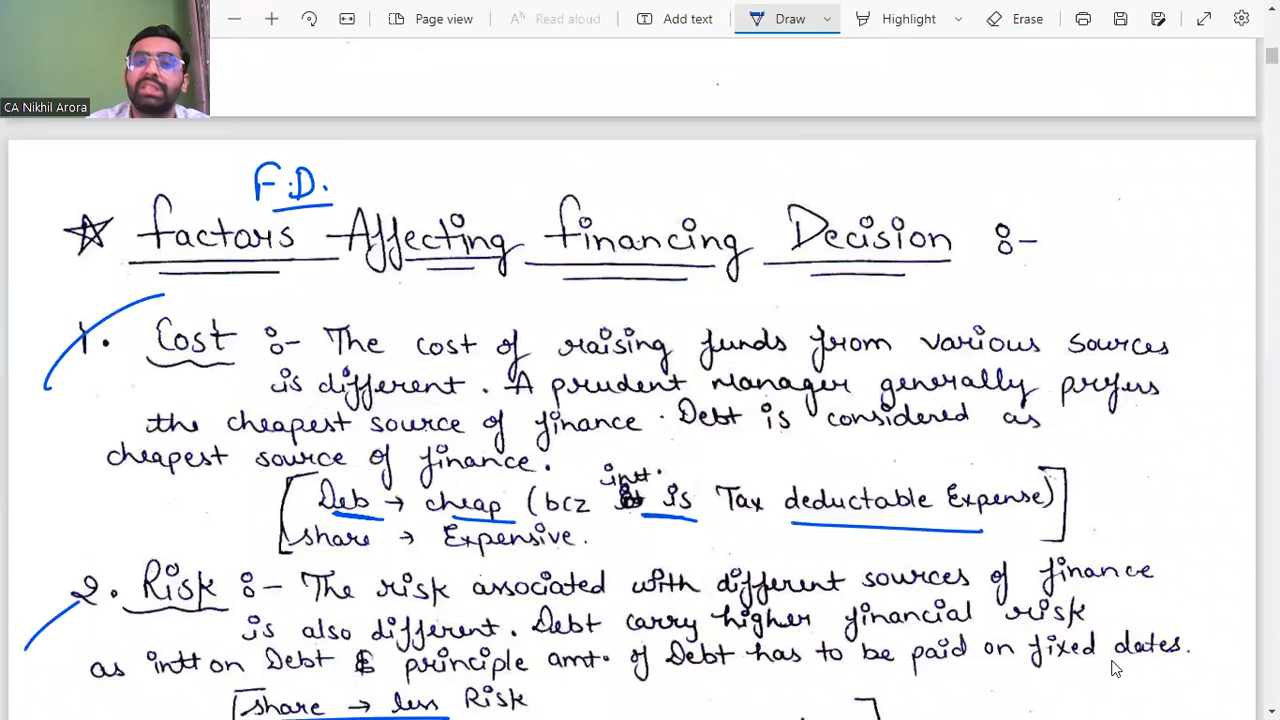 Page view
Read aloud
Add text
Draw
Highlight
Erase
CA Nikhil Arora
F.D.
Factors Affecting Financing Decision :-
1. Cost :- The cost of raising funds from various sources
is different. A prudent manager generally prefers
the cheapest source of finance. Debt is considered as
cheapest source of finance.
intt.
[Deb → cheap (bcz is Tax deductable Expense)]
share → Expensive.
2. Risk :- The risk associated with different sources of finance
is also different. Debt carry higher financial risk
as intt on Debt & principle amt. of Debt has to be paid on fixed dates.
[share → less Risk